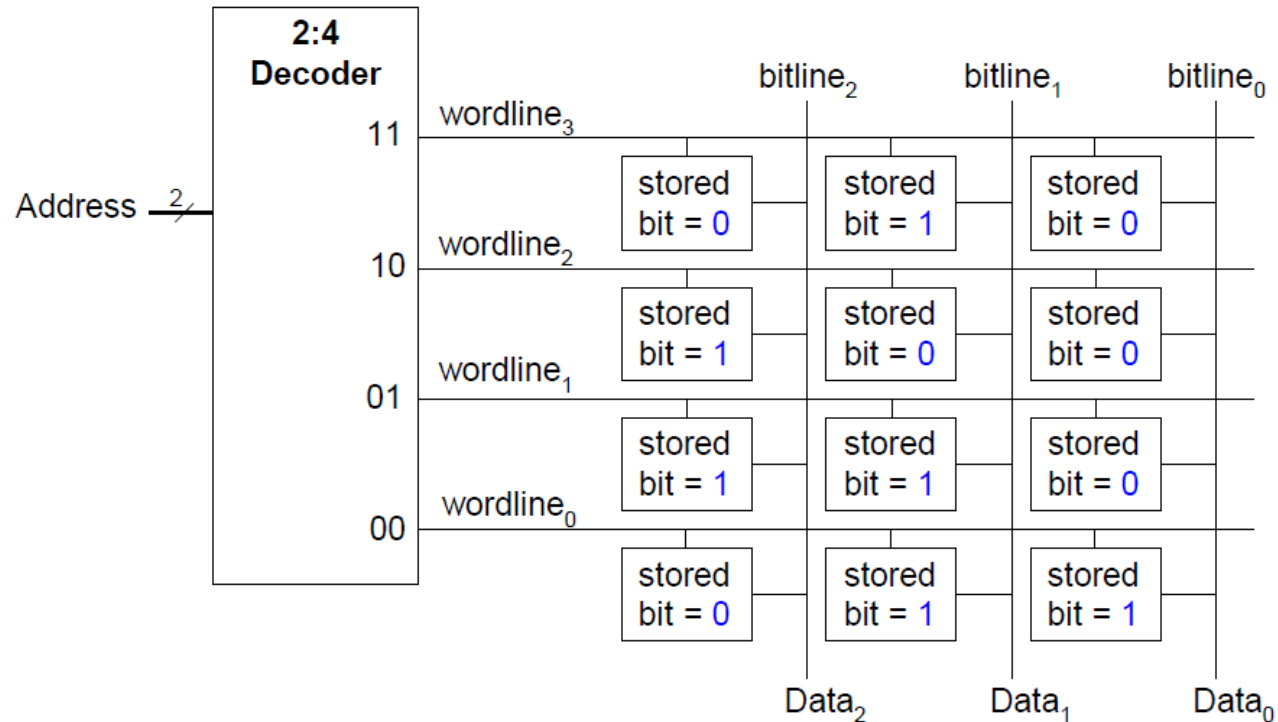 2:4
Decoder
bitline₂ bitline₁ bitline₀
wordline₃
11
stored stored stored
bit = 0 bit = 1 bit = 0
Address 2
wordline₂
10
stored stored stored
bit = 1 bit = 0 bit = 0
wordline₁
01
stored stored stored
bit = 1 bit = 1 bit = 0
wordline₀
00
stored stored stored
bit = 0 bit = 1 bit = 1
Data₂ Data₁ Data₀